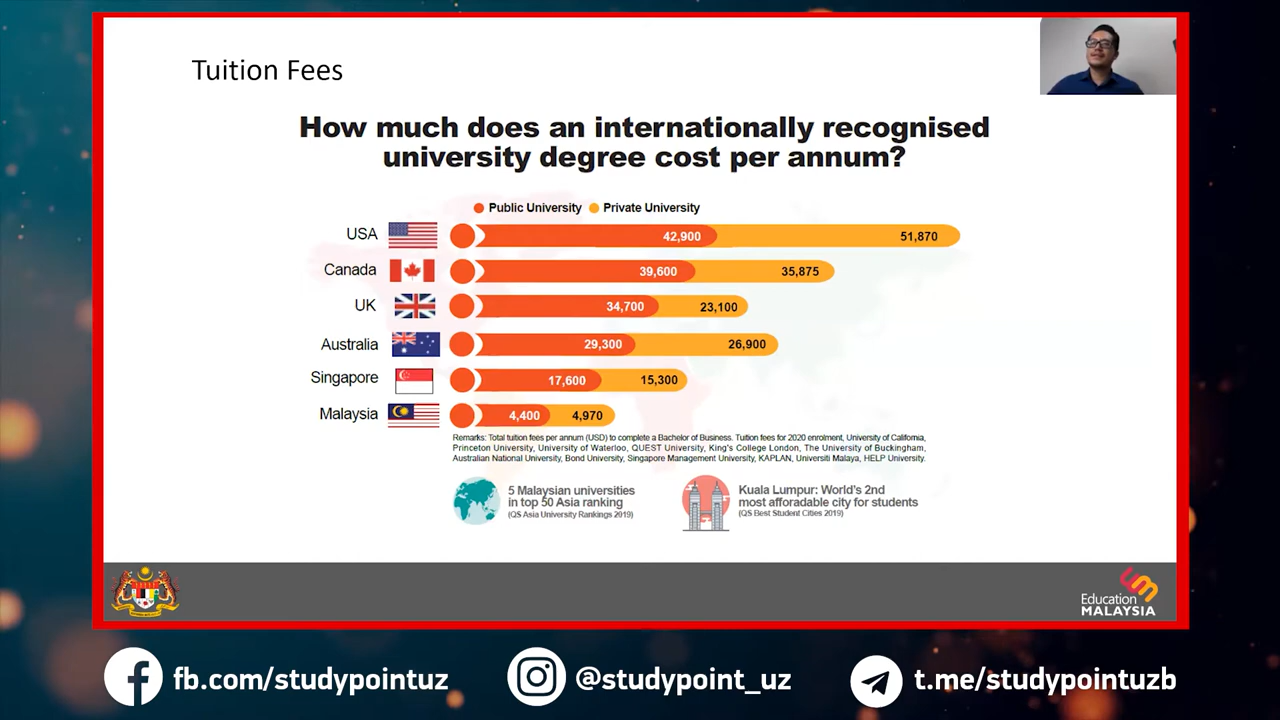 Tuition Fees
How much does an internationally recognised
university degree cost per annum?
Public University Private University
USA 42,900 51,870
Canada 39,600 35,875
UK 34,700 23,100
Australia 29,300 26,900
Singapore 17,600 15,300
Malaysia 4,400 4,970
Remarks: Total tuition fees per annum (USD) to complete a Bachelor of Business. Tuition fees for 2020 enrolment, University of California,
Princeton University, University of Waterloo, QUEST University, King's College London, The University of Buckingham,
Australian National University, Bond University, Singapore Management University, KAPLAN, Universiti Malaya, HELP University.
5 Malaysian universities
in top 50 Asia ranking
(QS Asia University Rankings 2019)
Kuala Lumpur: World's 2nd
most afforadable city for students
(QS Best Student Cities 2019)
Education
MALAYSIA
fb.com/studypointuz
@studypoint_uz
t.me/studypointuzb